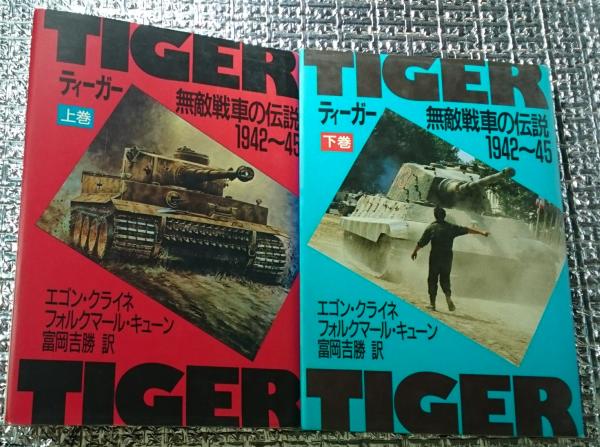 TIGER
ティーガー
上巻
無敵戦車の伝説
1942〜45
エゴン・クライネ
フォルクマール・キューン
富岡吉勝 訳
TIGER
TIGER
ティーガー
下巻
無敵戦車の伝説
1942〜45
エゴン・クライネ
フォルクマール・キューン
富岡吉勝 訳
TIGER